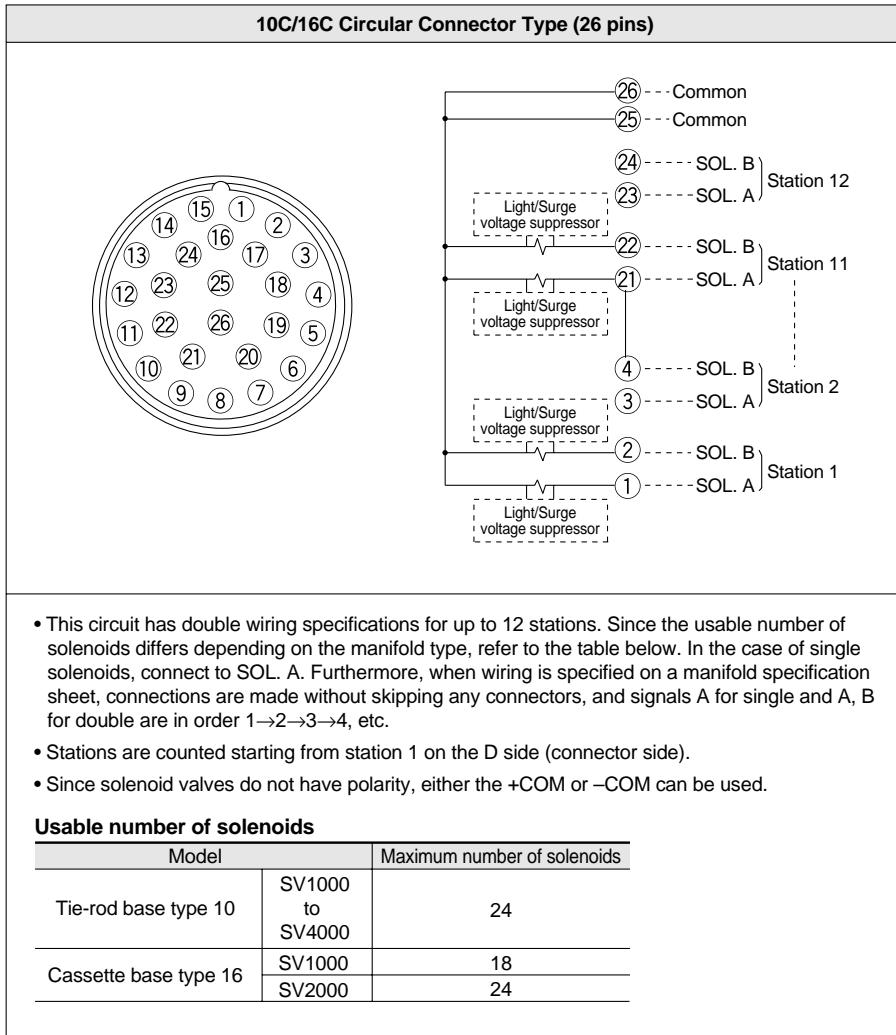 10C/16C Circular Connector Type (26 pins)
15 1
14 2
16
13 24 17 3
12 23 25 18 4
11 22 26 19 5
21 20
10 6
9 8 7
26 Common
25 Common
24 SOL. B
Station 12
23 SOL. A
Light/Surge
voltage suppressor
22 SOL. B
Station 11
21 SOL. A
Light/Surge
voltage suppressor
4 SOL. B
Station 2
3 SOL. A
Light/Surge
voltage suppressor
2 SOL. B
Station 1
1 SOL. A
Light/Surge
voltage suppressor
• This circuit has double wiring specifications for up to 12 stations. Since the usable number of
solenoids differs depending on the manifold type, refer to the table below. In the case of single
solenoids, connect to SOL. A. Furthermore, when wiring is specified on a manifold specification
sheet, connections are made without skipping any connectors, and signals A for single and A, B
for double are in order 1→2→3→4, etc.
• Stations are counted starting from station 1 on the D side (connector side).
• Since solenoid valves do not have polarity, either the +COM or –COM can be used.
Usable number of solenoids
Model Maximum number of solenoids
Tie-rod base type 10 SV1000 to SV4000 24
Cassette base type 16 SV1000 18
SV2000 24